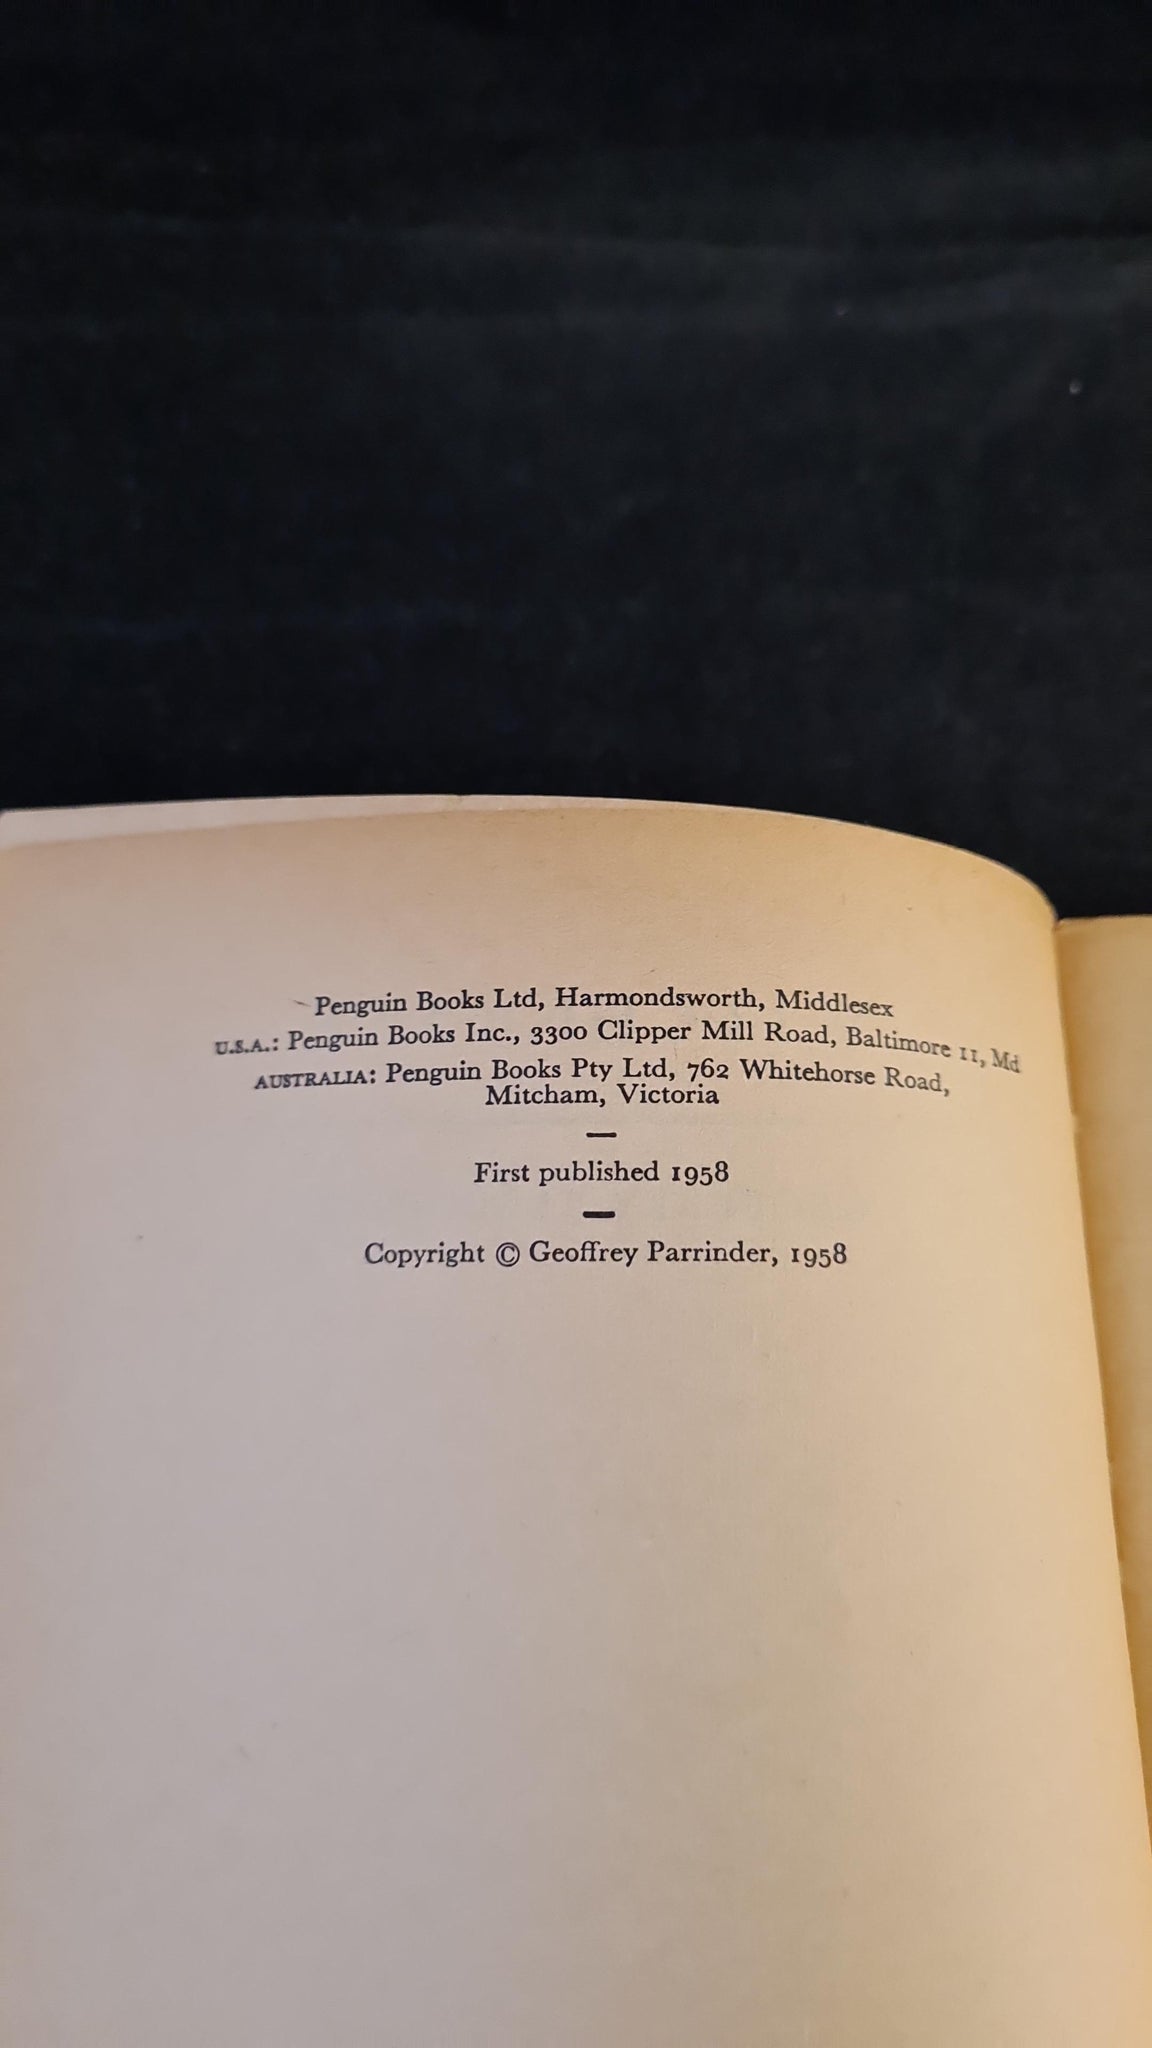 Penguin Books Ltd, Harmondsworth, Middlesex
U.S.A.: Penguin Books Inc., 3300 Clipper Mill Road, Baltimore 11, Md
AUSTRALIA: Penguin Books Pty Ltd, 762 Whitehorse Road,
Mitcham, Victoria
—
First published 1958
—
Copyright © Geoffrey Parrinder, 1958